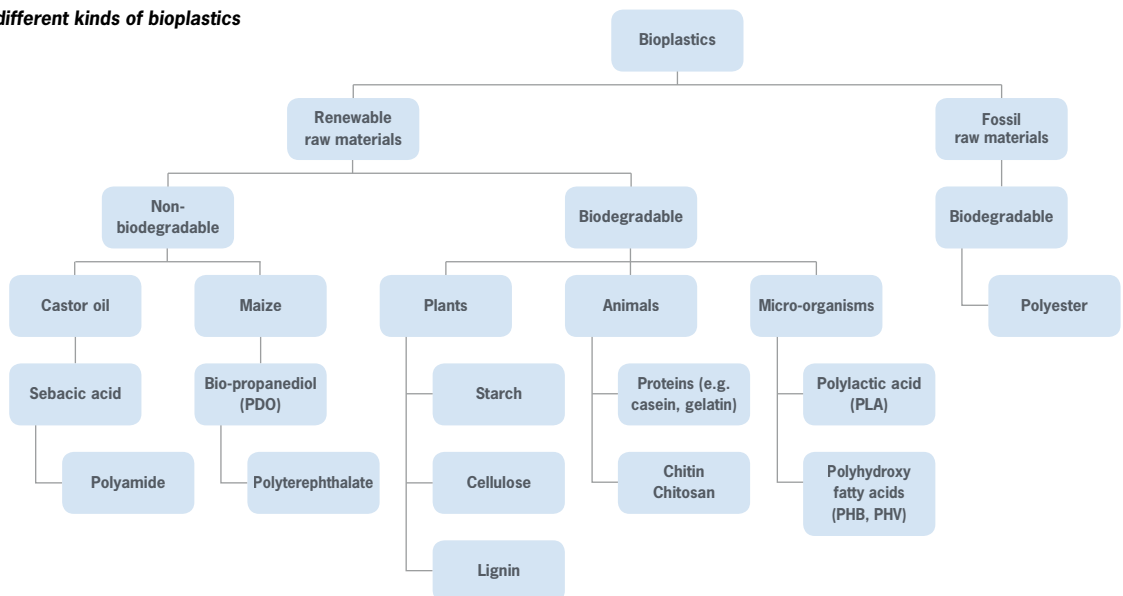 different kinds of bioplastics
Bioplastics
Renewable
raw materials
Fossil
raw materials
Non-
biodegradable
Biodegradable
Biodegradable
Castor oil
Maize
Plants
Animals
Micro-organisms
Polyester
Sebacic acid
Bio-propanediol
(PDO)
Starch
Proteins (e.g.
casein, gelatin)
Polylactic acid
(PLA)
Polyamide
Polyterephthalate
Cellulose
Chitin
Chitosan
Polyhydroxy
fatty acids
(PHB, PHV)
Lignin